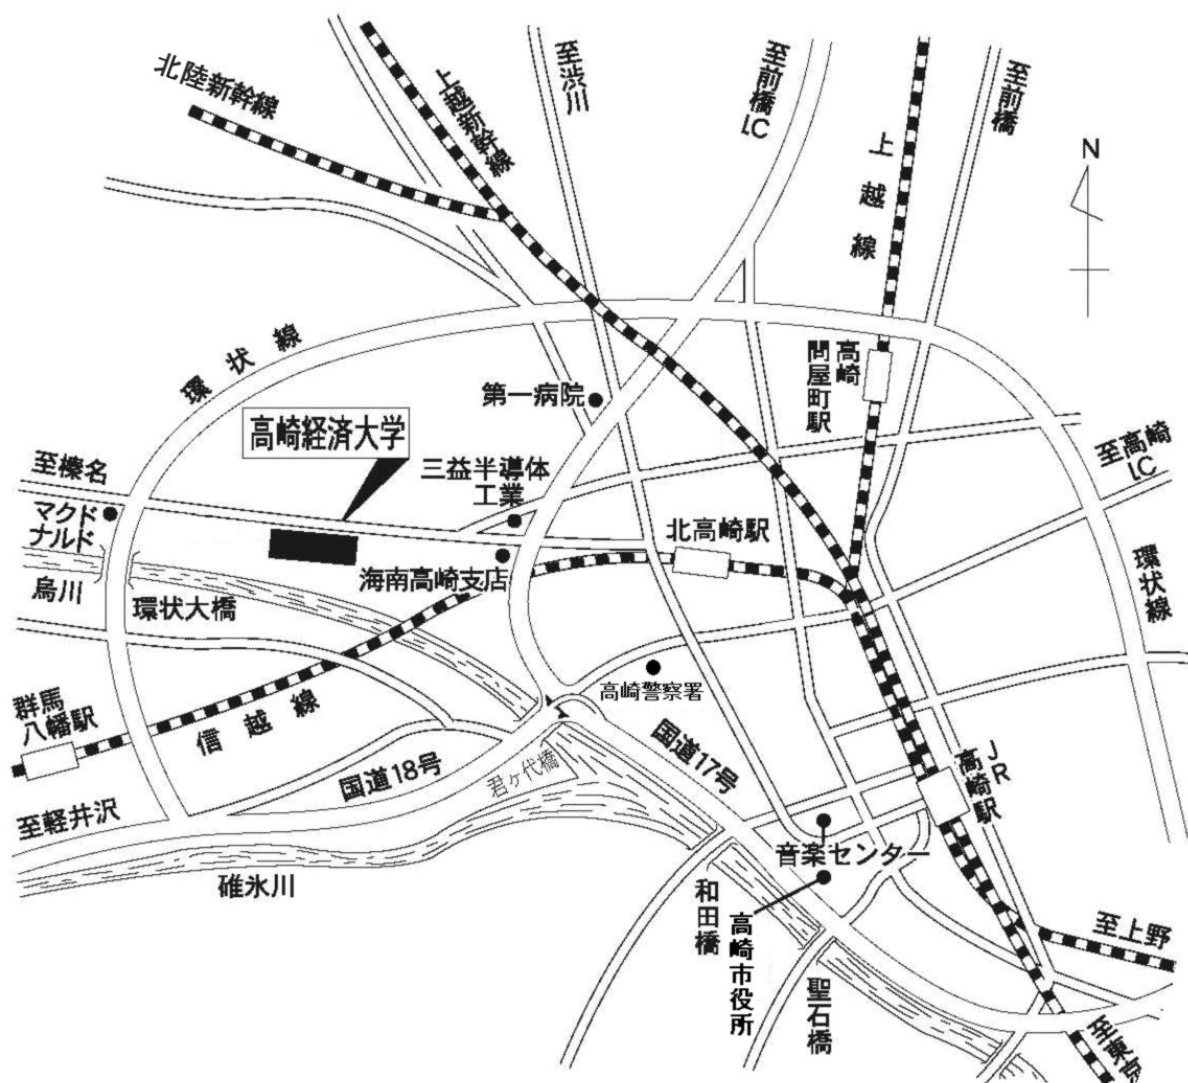 北陸新幹線
上越新幹線
至渋川
至前橋
I.C
上越線
至前橋
N
環状線
高崎
問屋町駅
第一病院
高崎経済大学
至榛名
三益半導体
工業
至高崎
I.C
マクド
ナルド
北高崎駅
海南高崎支店
烏川
環状大橋
環状線
高崎警察署
群馬
八幡駅
信越線
国道18号
君ヶ代橋
国道17号
JR
高崎駅
至軽井沢
音楽センター
碓氷川
和田橋
高崎市役所
聖石橋
至上野
至東京